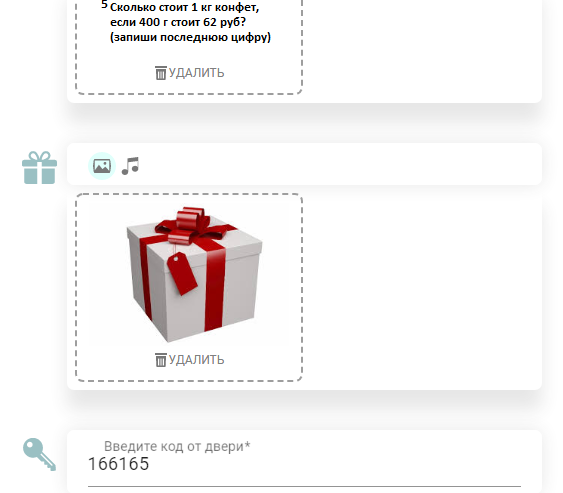 5 Сколько стоит 1 кг конфет,
если 400 г стоит 62 руб?
(запиши последнюю цифру)
УДАЛИТЬ
УДАЛИТЬ
Введите код от двери*
166165